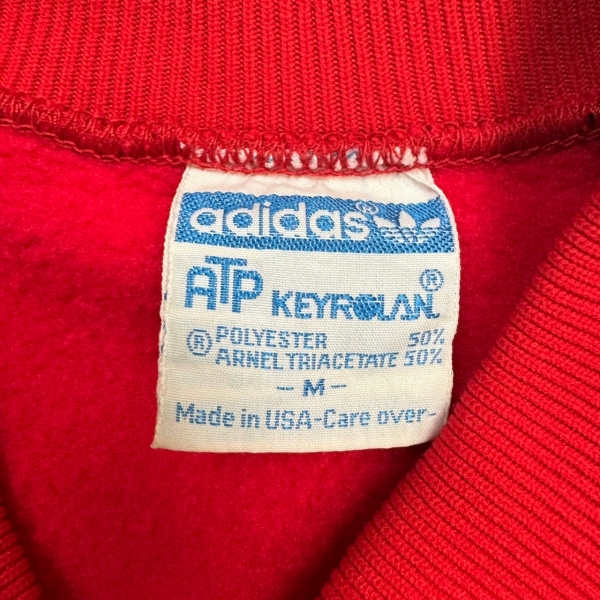 adidas®
ATP KEYROLAN®
® POLYESTER 50%
ARNEL TRIACETATE 50%
- M -
Made in USA-Care over-